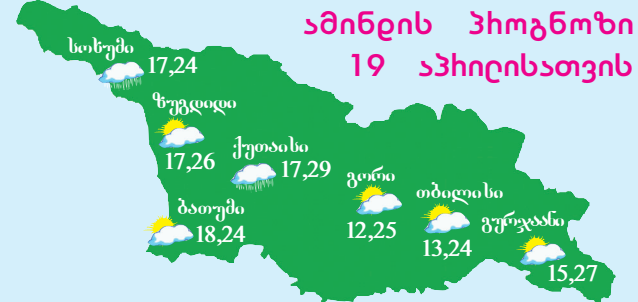 ამინდის პროგნოზი
19 აპრილისათვის
სოხუმი
17,24
ზუგდიდი
17,26
ქუთაისი
17,29
ბათუმი
18,24
გორი
12,25
თბილისი
13,24
გურჯაანი
15,27